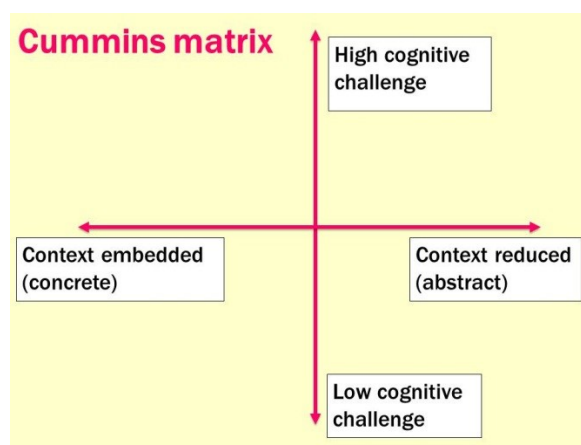 Cummins matrix
High cognitive
challenge
Context embedded
(concrete)
Context reduced
(abstract)
Low cognitive
challenge